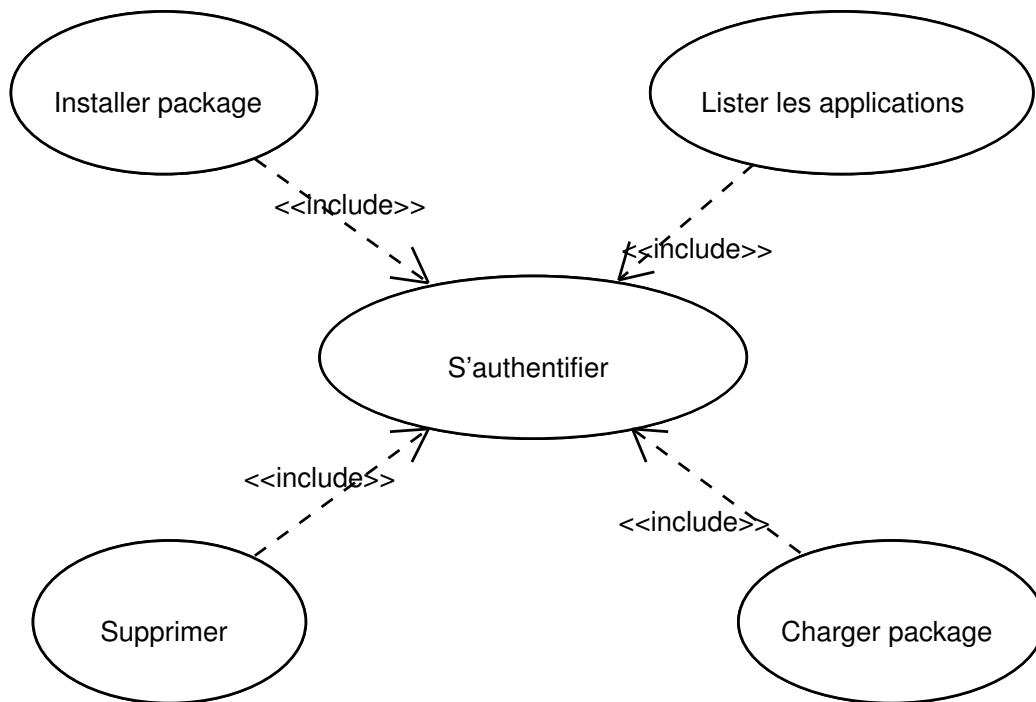 Installer package
Lister les applications
<<include>>
<<include>>
S'authentifier
<<include>>
<<include>>
Supprimer
Charger package